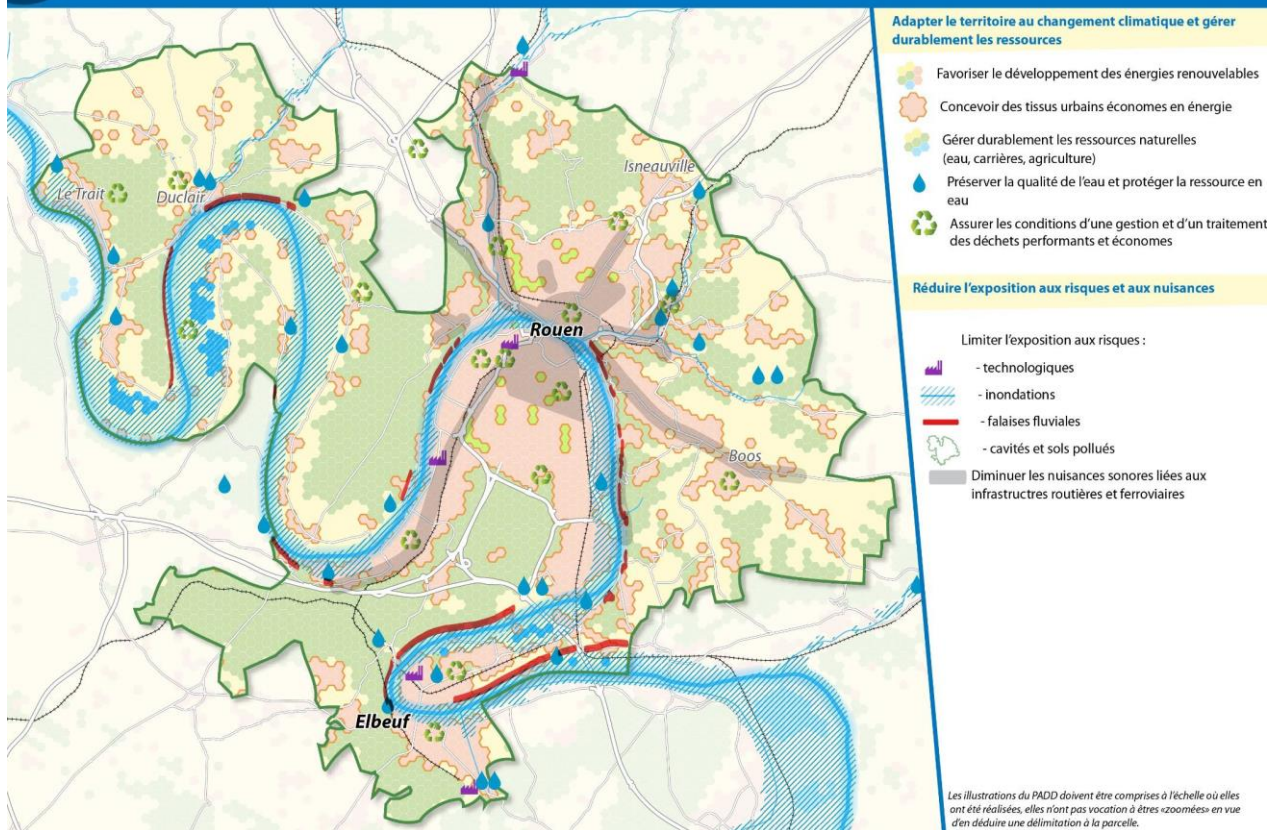 Le Trait
Duclair
Isneauville
Rouen
Boos
Elbeuf
Adapter le territoire au changement climatique et gérer
durablement les ressources
Favoriser le développement des énergies renouvelables
Concevoir des tissus urbains économes en énergie
Gérer durablement les ressources naturelles
(eau, carrières, agriculture)
Préserver la qualité de l'eau et protéger la ressource en
eau
Assurer les conditions d'une gestion et d'un traitement
des déchets performants et économes
Réduire l'exposition aux risques et aux nuisances
Limiter l'exposition aux risques :
- technologiques
- inondations
- falaises fluviales
- cavités et sols pollués
Diminuer les nuisances sonores liées aux
infrastructres routières et ferroviaires
Les illustrations du PADD doivent être comprises à l'échelle où elles
ont été réalisées, elles n'ont pas vocation à êtres «zoomées» en vue
d'en déduire une délimitation à la parcelle.